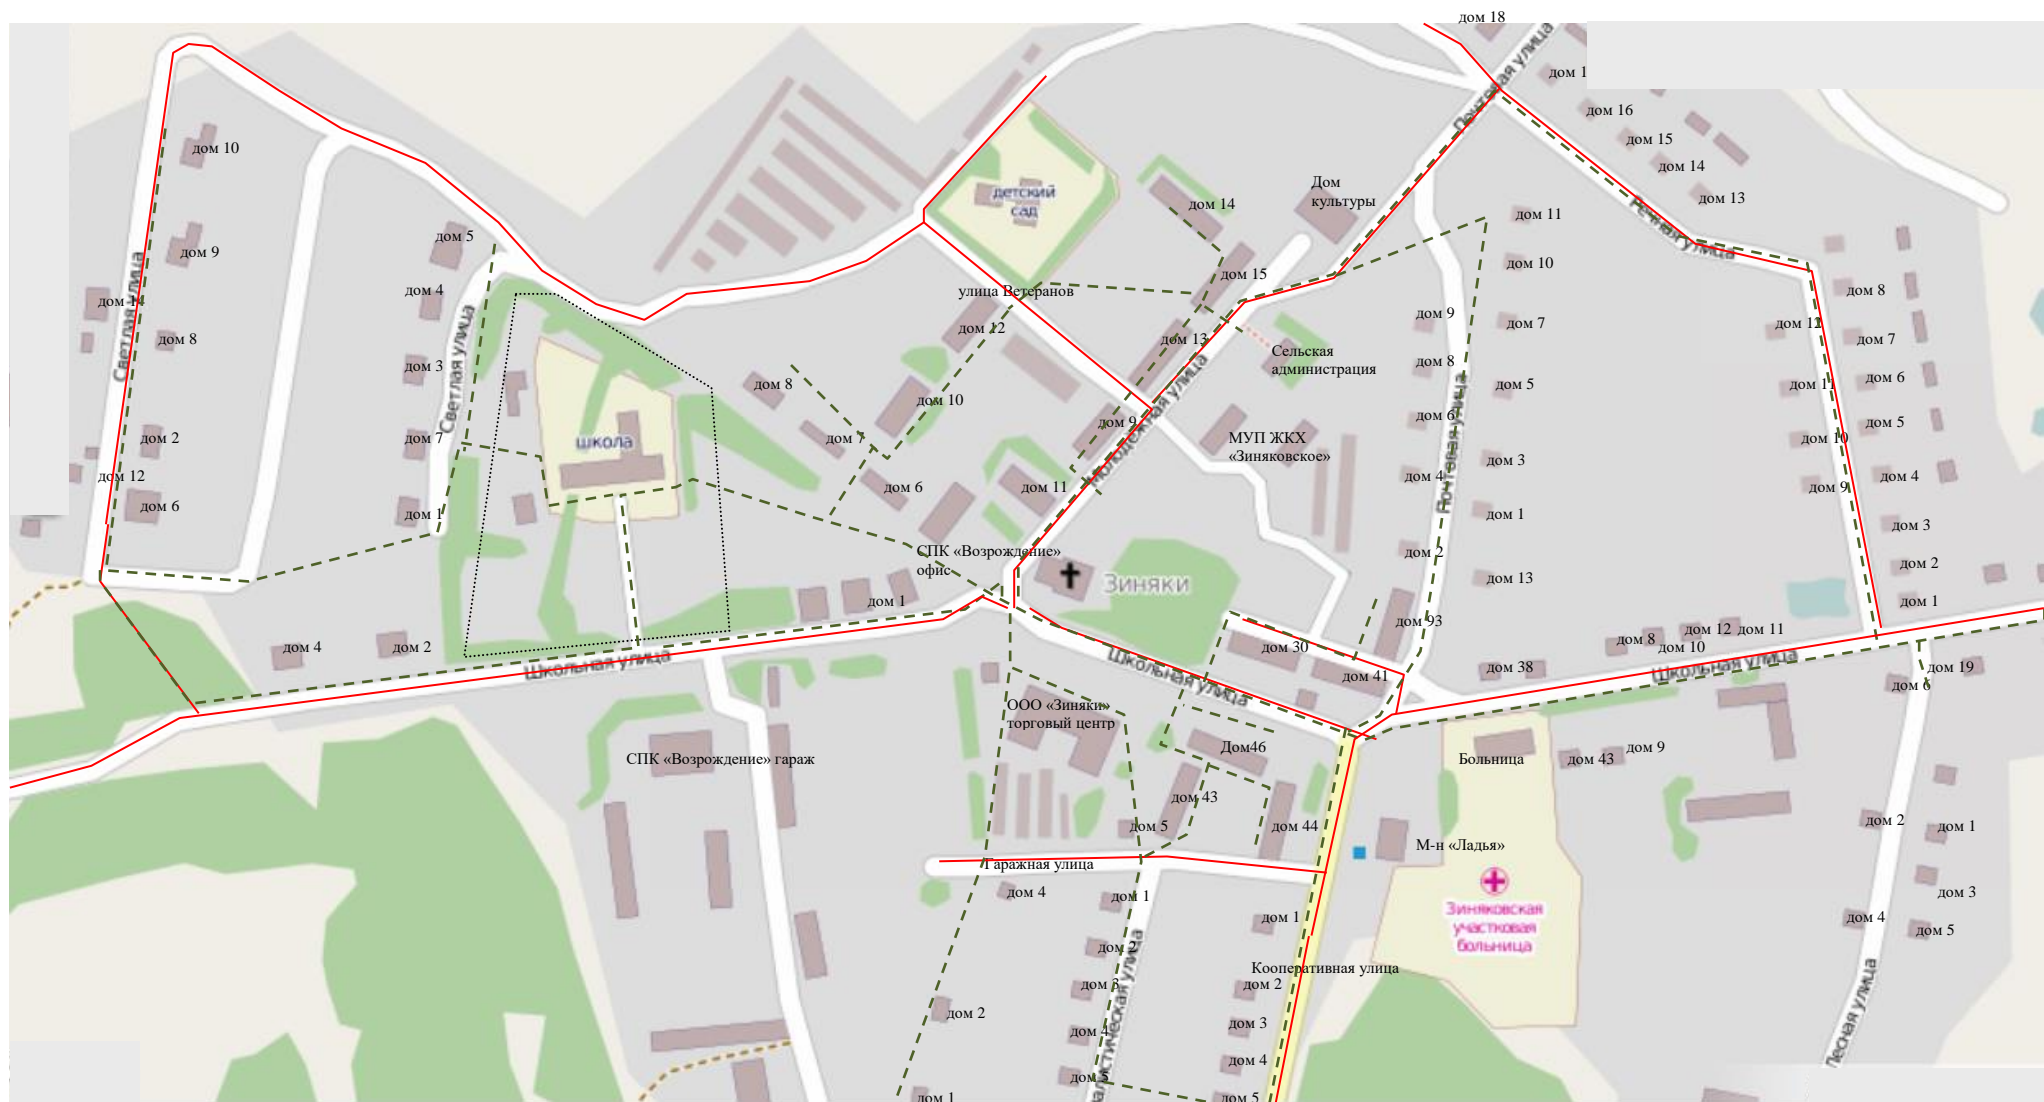 дом 18
Почтовая улица
дом 1
дом 16
дом 15
дом 14
дом 13
Речная улица
дом 10
дом 9
дом 5
дом 4
дом 14
Светлая улица
дом 8
дом 3
Светлая улица
дом 2
дом 7
дом 12
дом 6
дом 1
дом 4
дом 2
школа
детский
сад
Дом
культуры
дом 14
дом 15
улица Ветеранов
дом 12
дом 13
Сельская
администрация
дом 8
дом 10
дом 7
дом 9
Молодежная улица
МУП ЖКХ
«Зиняковское»
дом 6
дом 11
СПК «Возрождение»
офис
Зиняки
дом 1
дом 11
дом 10
дом 9
дом 7
дом 8
дом 5
дом 6
Почтовая улица
дом 3
дом 4
дом 1
дом 2
дом 13
дом 93
дом 8
дом 12
дом 7
дом 11
дом 6
дом 5
дом 10
дом 4
дом 9
дом 3
дом 2
дом 1
дом 30
дом 41
дом 38
дом 8
дом 12
дом 11
дом 10
Школьная улица
Школьная улица
Школьная улица
дом 19
дом 6
СПК «Возрождение» гараж
ООО «Зиняки»
торговый центр
Дом46
дом 43
дом 5
дом 44
Больница
дом 43
дом 9
М-н «Ладья»
Зиняковская
участковая
больница
Гаражная улица
дом 4
дом 1
дом 1
дом 2
дом 3
дом 2
дом 4
дом 5
дом 1
Кооперативная улица
дом 2
дом 3
дом 4
дом 5
дом 2
дом 1
дом 3
дом 4
дом 5
Лесная улица